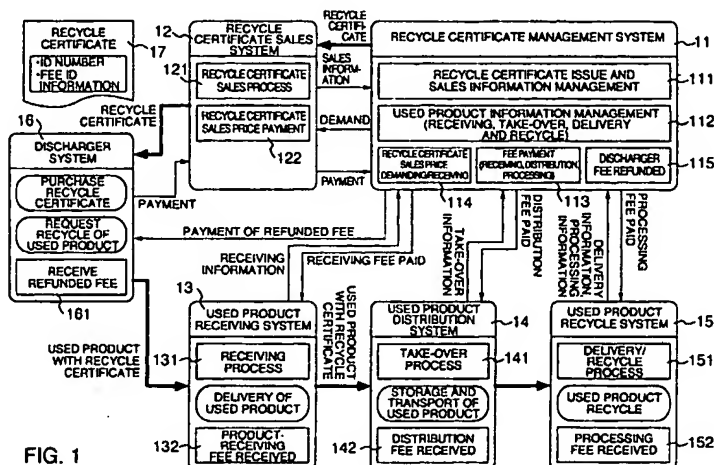 RECYCLE
CERTIFICATE
17
•ID NUMBER
•FEE ID
INFORMATION
RECYCLE
CERTIFICATE
16
DISCHARGER
SYSTEM
PURCHASE
RECYCLE
CERTIFICATE
REQUEST
RECYCLE OF
USED PRODUCT
RECEIVE
REFUNDED FEE
161
USED PRODUCT
WITH RECYCLE
CERTIFICATE
12
RECYCLE
CERTIFICATE SALES
SYSTEM
121
RECYCLE CERTIFICATE
SALES PROCESS
RECYCLE CERTIFICATE
SALES PRICE PAYMENT
122
PAYMENT
RECYCLE
CERTIFI-
CATE
SALES
INFOR-
MATION
DEMAND
PAYMENT
RECYCLE CERTIFICATE MANAGEMENT SYSTEM
11
RECYCLE CERTIFICATE ISSUE AND
SALES INFORMATION MANAGEMENT
111
USED PRODUCT INFORMATION MANAGEMENT
(RECEIVING, TAKE-OVER, DELIVERY
AND RECYCLE)
112
RECYCLE CERTIFICATE
SALES PRICE
DEMANDING/RECEIVING
114
FEE PAYMENT
(RECEIVING, DISTRIBUTION,
PROCESSING)
113
DISCHARGER
FEE REFUNDED
115
PAYMENT OF REFUNDED FEE
RECEIVING INFORMATION
RECEIVING FEE PAID
TAKE-OVER
INFORMATION
DISTRIBUTION
FEE PAID
DELIVERY
INFORMATION,
PROCESSING
INFORMATION
PROCESSING
FEE PAID
13
USED PRODUCT
RECEIVING SYSTEM
131
RECEIVING
PROCESS
DELIVERY OF
USED PRODUCT
132
PRODUCT-
RECEIVING
FEE RECEIVED
USED PRODUCT
WITH RECYCLE
CERTIFICATE
USED PRODUCT
DISTRIBUTION
SYSTEM
14
TAKE-OVER
PROCESS
141
STORAGE AND
TRANSPORT OF
USED PRODUCT
142
DISTRIBUTION
FEE RECEIVED
USED PRODUCT
RECYCLE SYSTEM
15
DELIVERY/
RECYCLE
PROCESS
151
USED PRODUCT
RECYCLE
PROCESSING
FEE RECEIVED
152
FIG. 1